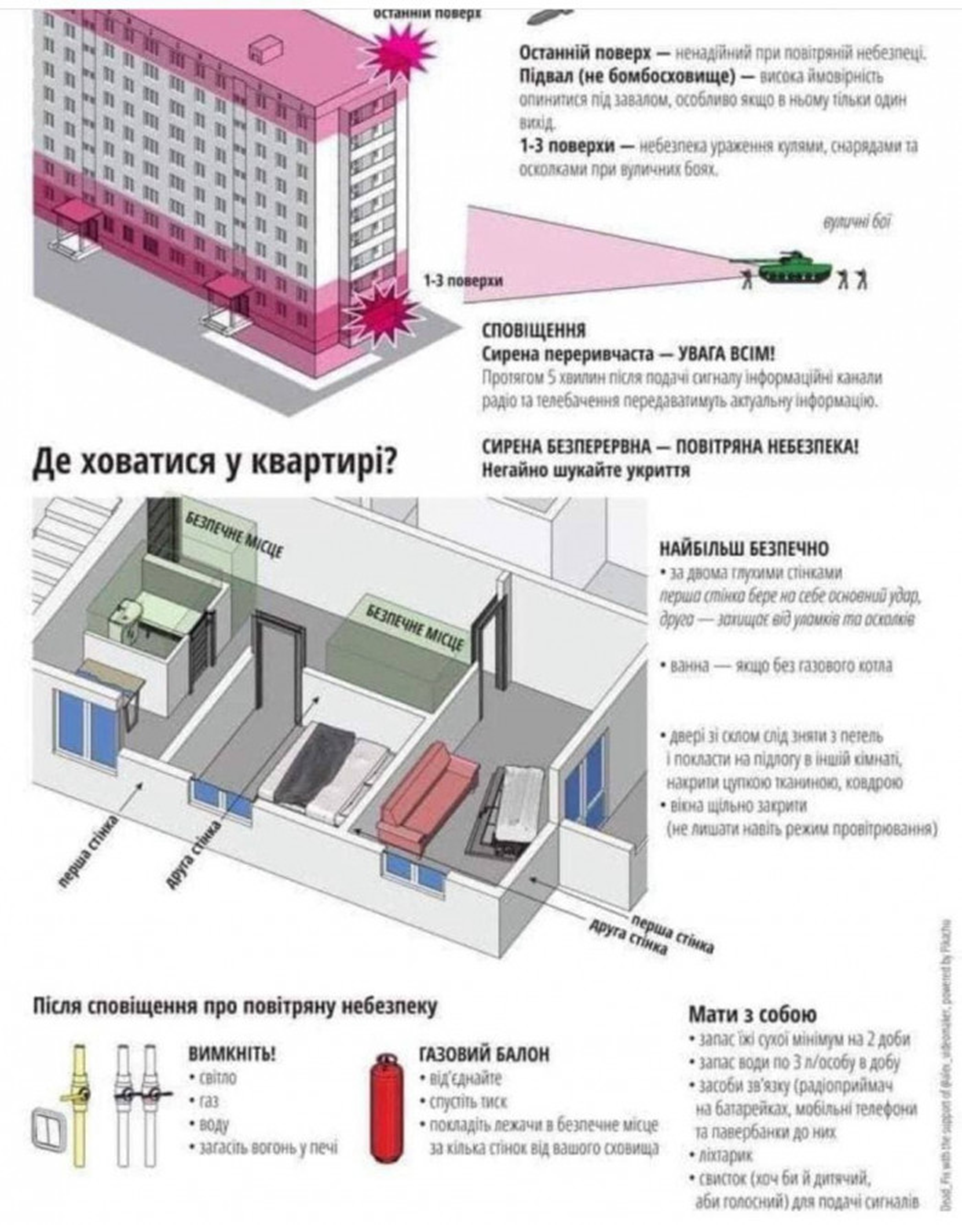 останній поверх
Останній поверх — ненадійний при повітряній небезпеці.
Підвал (не бомбосховище) — висока ймовірність
опинитися під завалом, особливо якщо в ньому тільки один
вихід.
1-3 поверхи — небезпека ураження кулями, снарядами та
осколками при вуличних боях.
вуличні бої
1-3 поверхи
СПОВІЩЕННЯ
Сирена переривчаста — УВАГА ВСІМ!
Протягом 5 хвилин після подачі сигналу інформаційні канали
радіо та телебачення передаватимуть актуальну інформацію.
СИРЕНА БЕЗПЕРЕРВНА — ПОВІТРЯНА НЕБЕЗПЕКА!
Негайно шукайте укриття
Де ховатися у квартирі?
БЕЗПЕЧНЕ МІСЦЕ
БЕЗПЕЧНЕ МІСЦЕ
перша стінка
друга стінка
перша стінка
друга стінка
НАЙБІЛЬШ БЕЗПЕЧНО
• за двома глухими стінками
перша стінка бере на себе основний удар,
друга — захищає від уламків та осколків
• ванна — якщо без газового котла
• двері зі склом слід зняти з петель
і покласти на підлогу в іншій кімнаті,
накрити цупкою тканиною, ковдрою
• вікна щільно закрити
(не лишати навіть режим провітрювання)
Після сповіщення про повітряну небезпеку
ВИМКНІТЬ!
• світло
• газ
• воду
• загасіть вогонь у печі
ГАЗОВИЙ БАЛОН
• від'єднайте
• спустіть тиск
• покладіть лежачи в безпечне місце
за кілька стінок від вашого сховища
Мати з собою
• запас їжі сухої мінімум на 2 доби
• запас води по 3 л/особу в добу
• засоби зв'язку (радіоприймач
на батарейках, мобільні телефони
та павербанки до них
• ліхтарик
• свисток (хоч би й дитячий,
аби голосний) для подачі сигналів
Dead_Fix with the support of @alex_videomaker, powered by Pikachu